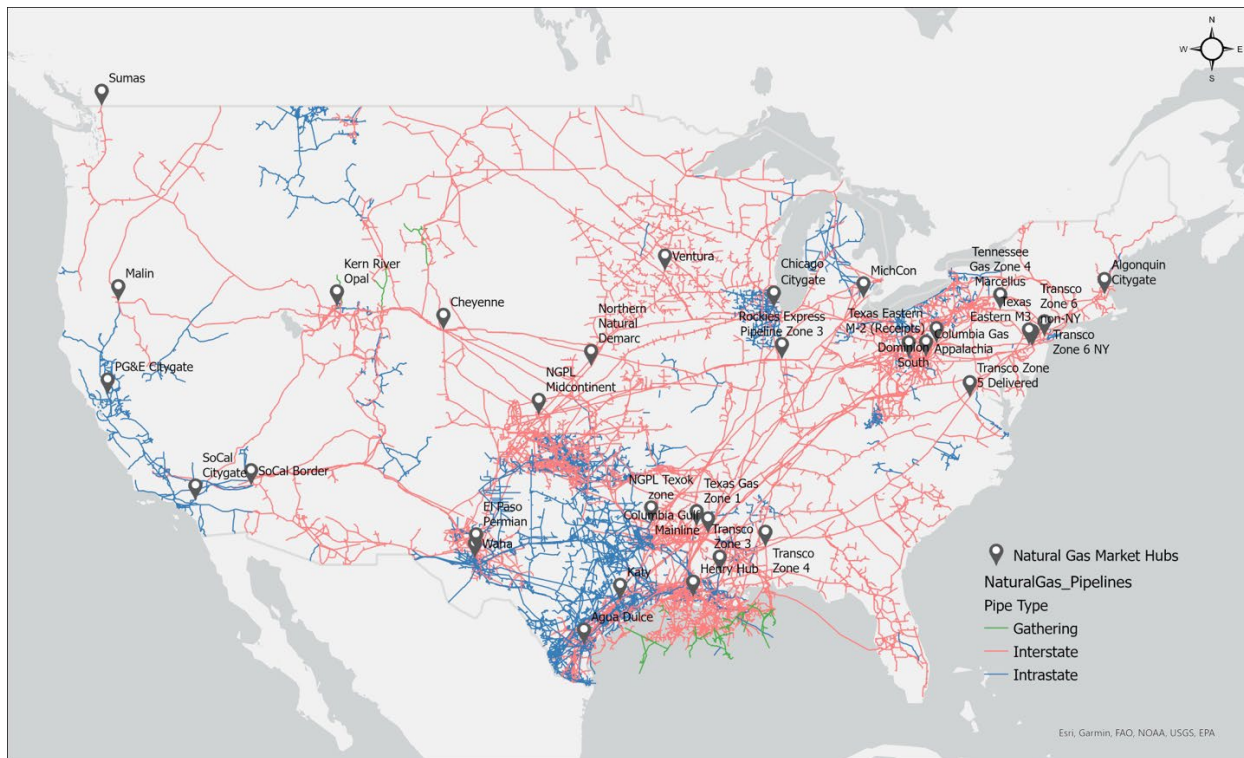 N
W
E
S
Sumas
Malin
Kern River
Opal
Cheyenne
Northern
Natural
Demarc
Ventura
Chicago
Citygate
MichCon
Tennessee
Gas Zone 4
Marcellus
Algonquin
Citygate
Transco
Zone 6
non-NY
Texas
Eastern M3
Rockies Express
Pipeline Zone 3
Texas Eastern
M-2 (Receipts)
Columbia Gas
Appalachia
Dominion
South
Transco
Zone 6 NY
Transco Zone
5 Delivered
PG&E Citygate
NGPL
Midcontinent
SoCal
Citygate
SoCal Border
El Paso
Permian
Waha
NGPL Texok
zone
Texas Gas
Zone 1
Columbia Gulf
Mainline
Transco
Zone 3
Transco
Zone 4
Henry Hub
Katy
Agua Dulce
Natural Gas Market Hubs
NaturalGas_Pipelines
Pipe Type
Gathering
Interstate
Intrastate
Esri, Garmin, FAO, NOAA, USGS, EPA